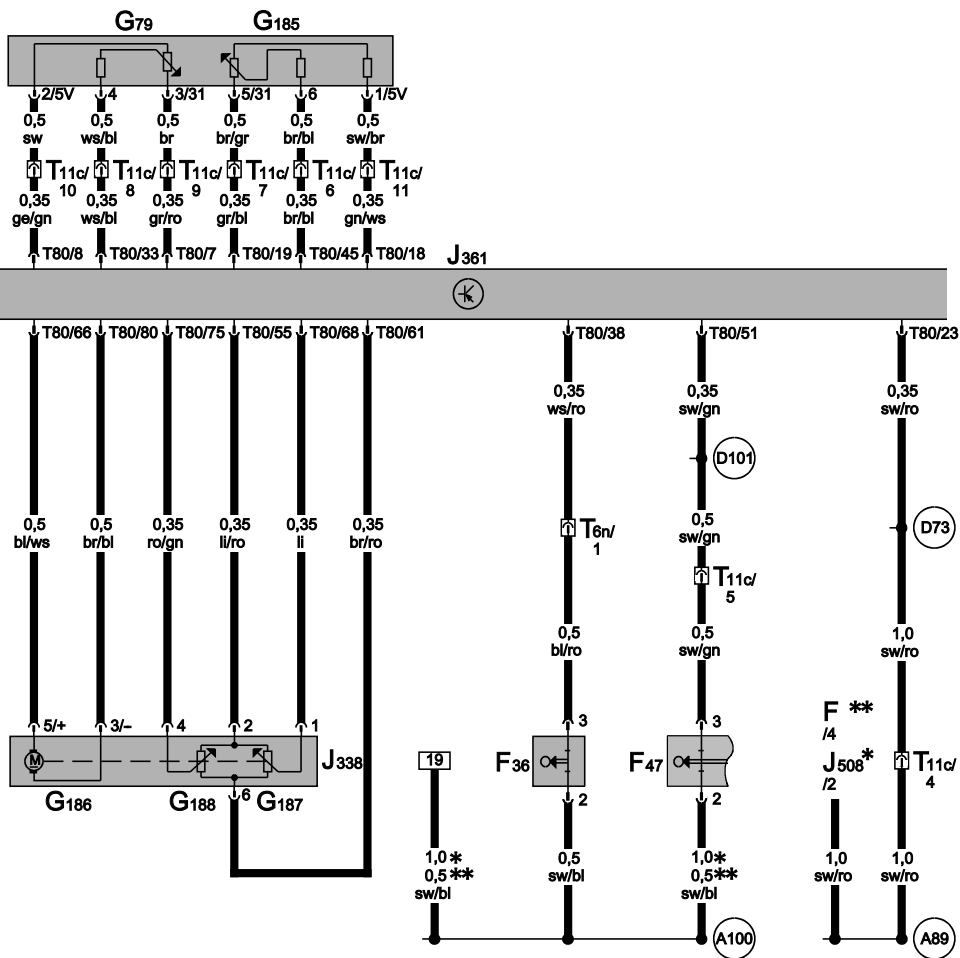 G79 G185
2/5V 4 3/31 5/31 6 1/5V
0,5 0,5 0,5 0,5 0,5 0,5
sw ws/bl br br/gr br/bl sw/br
T11c/ T11c/ T11c/ T11c/ T11c/ T11c/
10 8 9 7 6 11
0,35 0,35 0,35 0,35 0,35 0,35
ge/gn ws/bl gr/ro gr/bl br/bl gn/ws
T80/8 T80/33 T80/7 T80/19 T80/45 T80/18
J361
T80/66 T80/80 T80/75 T80/55 T80/68 T80/61 T80/38 T80/51 T80/23
0,35 0,35 0,35
ws/ro sw/gn sw/ro
D101
0,5 0,5 0,35 0,35 0,35 0,35
bl/ws br/bl ro/gn li/ro li br/ro
T6n/
1
0,5
sw/gn
D73
T11c/
5
0,5 0,5 1,0
bl/ro sw/gn sw/ro
5/+ 3/– 4 2 1 3 3
F **
/4
M J338 19 F36 F47 J508*
/2
T11c/
4
G186 G188 6 G187 2 2
1,0 * 0,5 1,0 * 1,0 1,0
0,5 ** sw/bl 0,5 ** sw/ro sw/ro
sw/bl sw/bl
A100 A89